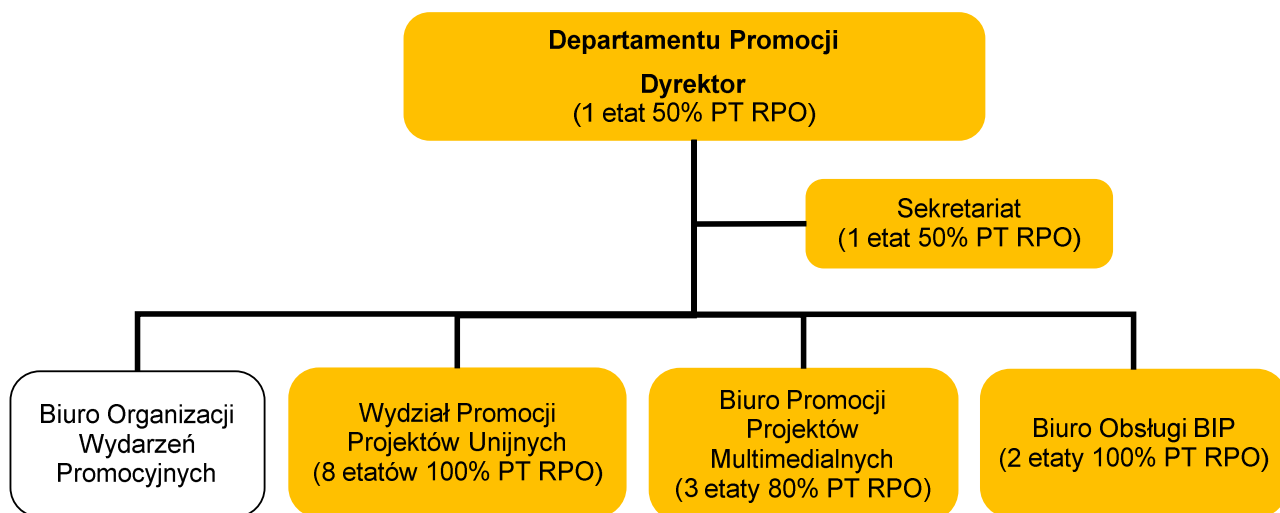 Departamentu Promocji
Dyrektor
(1 etat 50% PT RPO)
Sekretariat
(1 etat 50% PT RPO)
Biuro Organizacji
Wydarzeń
Promocyjnych
Wydział Promocji
Projektów Unijnych
(8 etatów 100% PT RPO)
Biuro Promocji
Projektów
Multimedialnych
(3 etaty 80% PT RPO)
Biuro Obsługi BIP
(2 etaty 100% PT RPO)